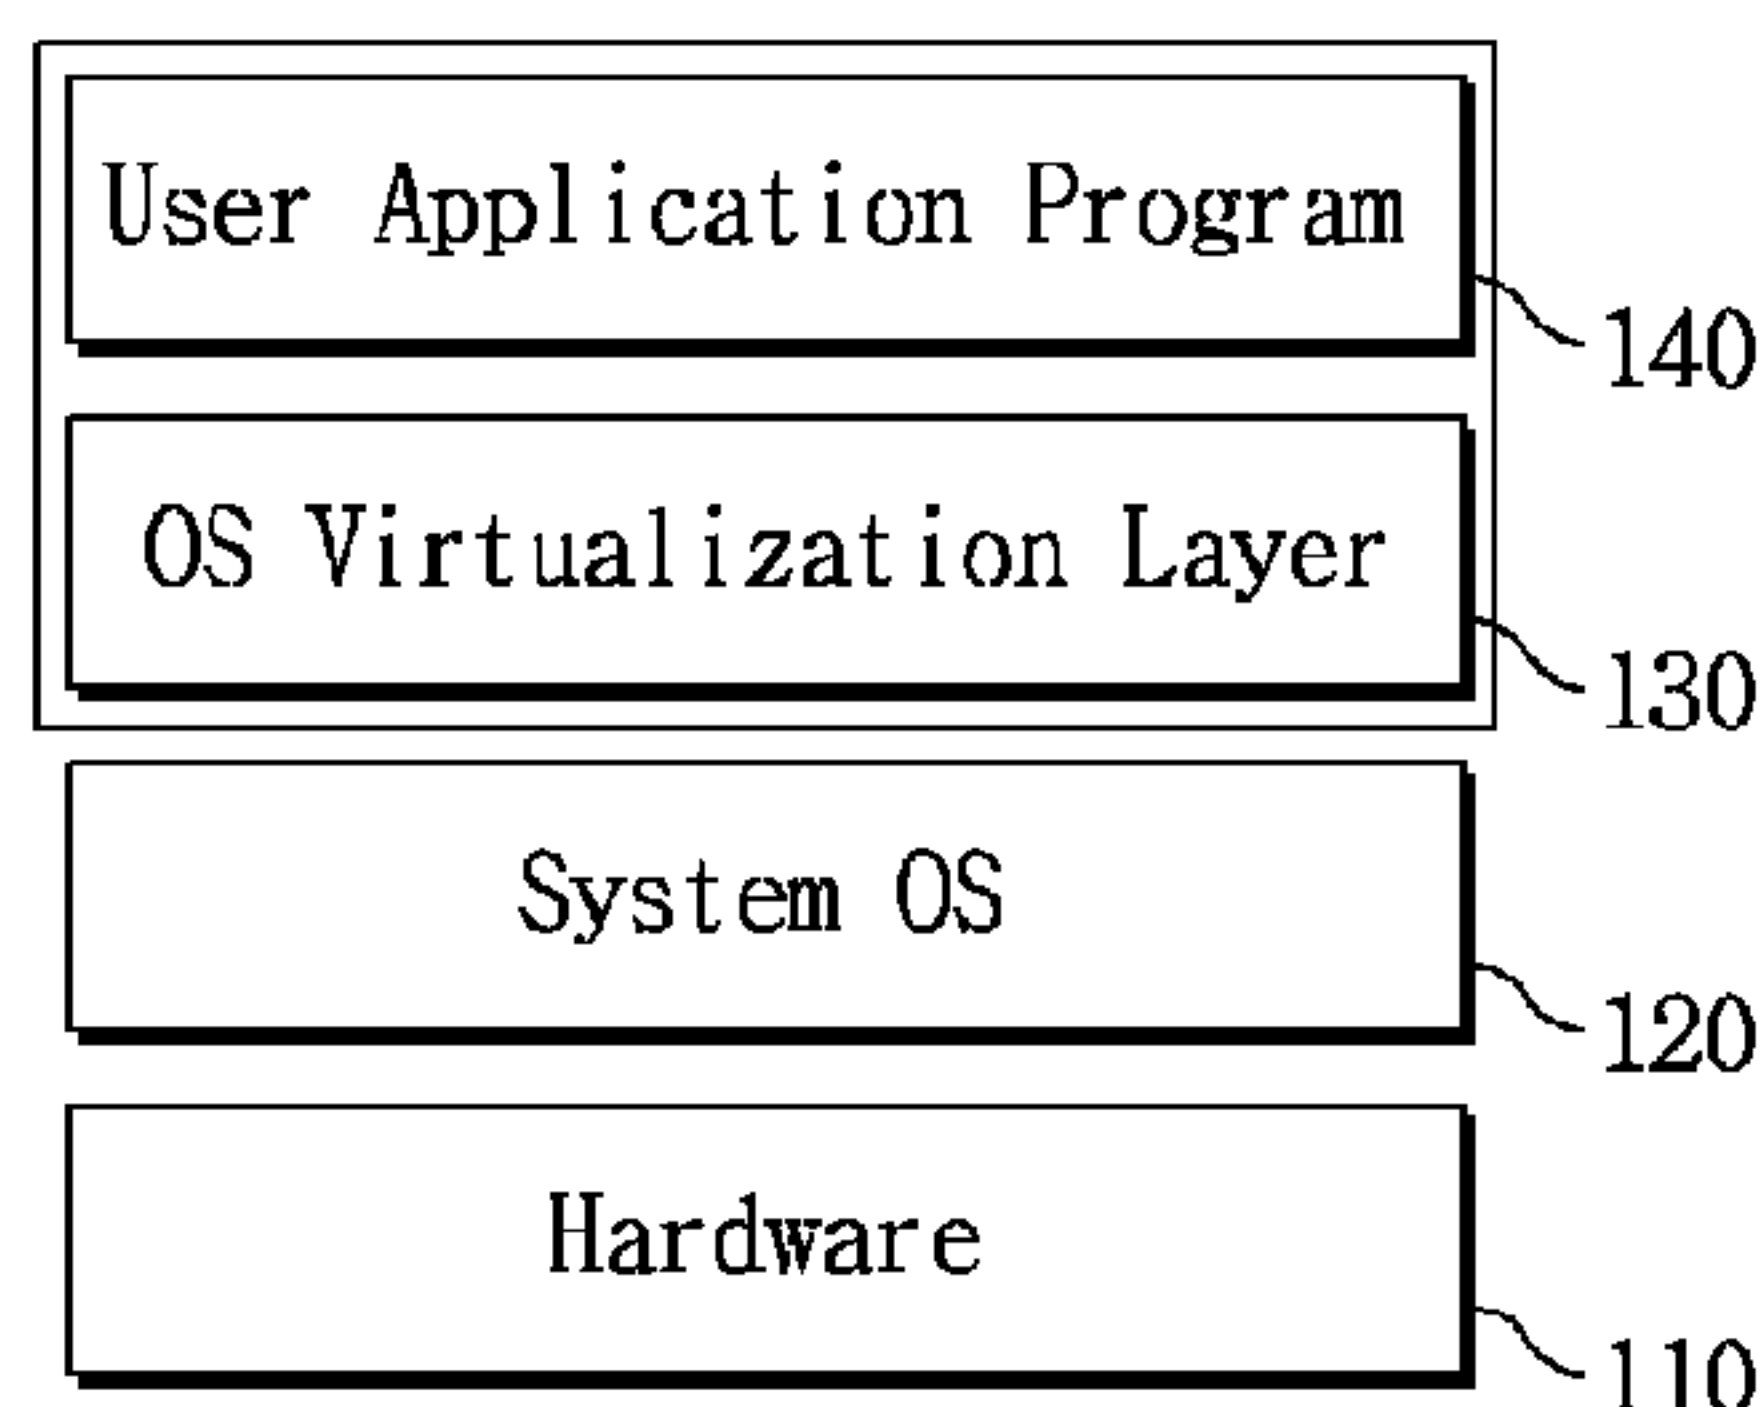 User Application Program
140
OS Virtualization Layer
130
System OS
120
Hardware
110